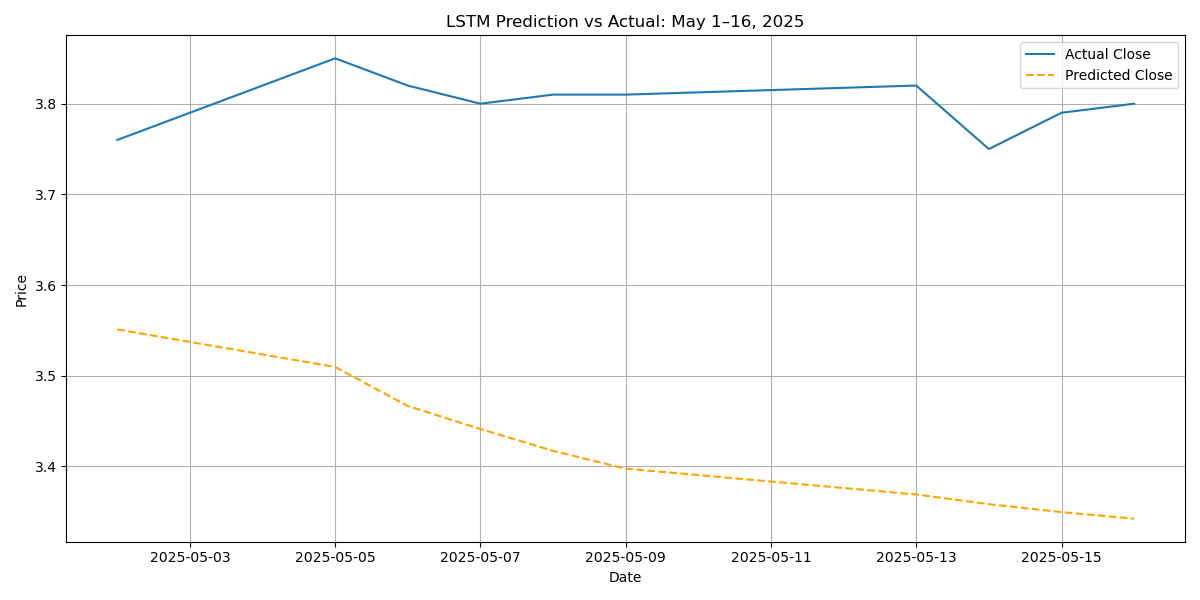 LSTM Prediction vs Actual: May 1–16, 2025
Actual Close
Predicted Close
Price
3.8
3.7
3.6
3.5
3.4
2025-05-03
2025-05-05
2025-05-07
2025-05-09
2025-05-11
2025-05-13
2025-05-15
Date